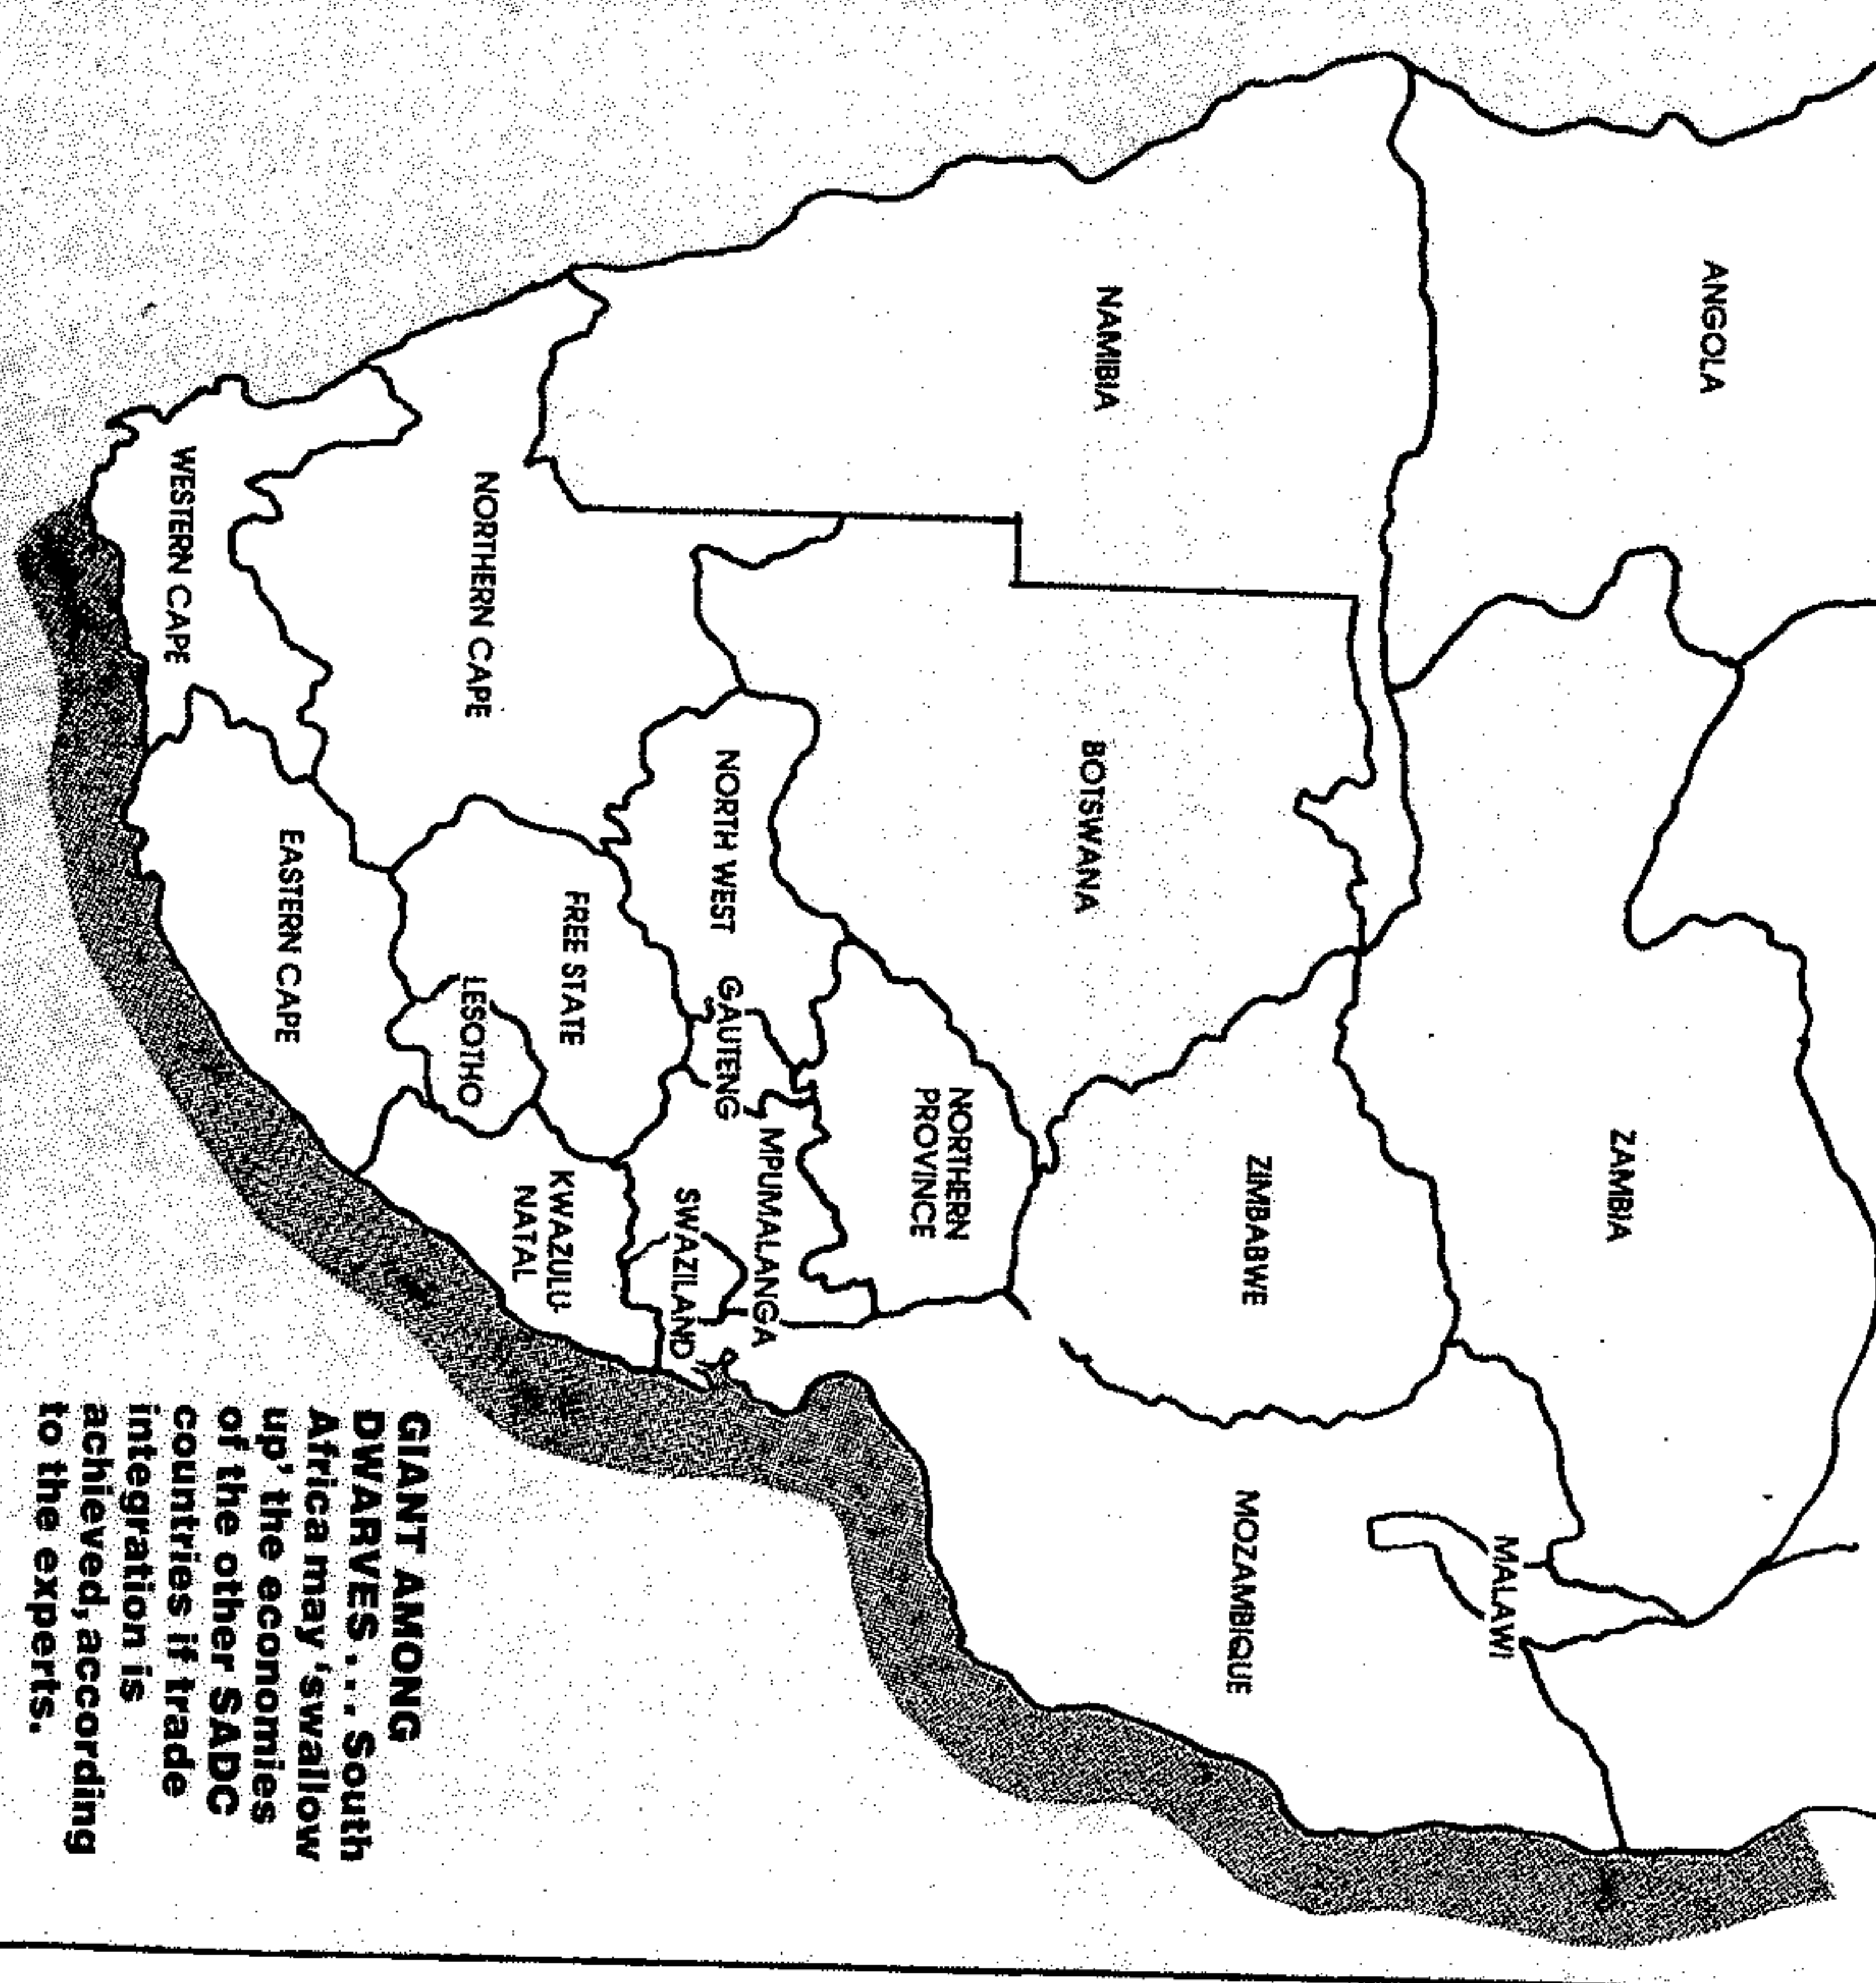 ANGOLA
NAMIBIA
ZAMBIA
BOTSWANA
ZIMBABWE
MALAWI
MOZAMBIQUE
NORTHERN
PROVINCE
NORTH WEST
GAUTENG
MPUMALANGA
SWAZILAND
FREE STATE
KWAZULU-
NATAL
LESOTHO
NORTHERN CAPE
EASTERN CAPE
WESTERN CAPE
GIANT AMONG
DWARVES ... South
Africa may 'swallow
up' the economies
of the other SADC
countries if trade
integration is
achieved, according
to the experts.